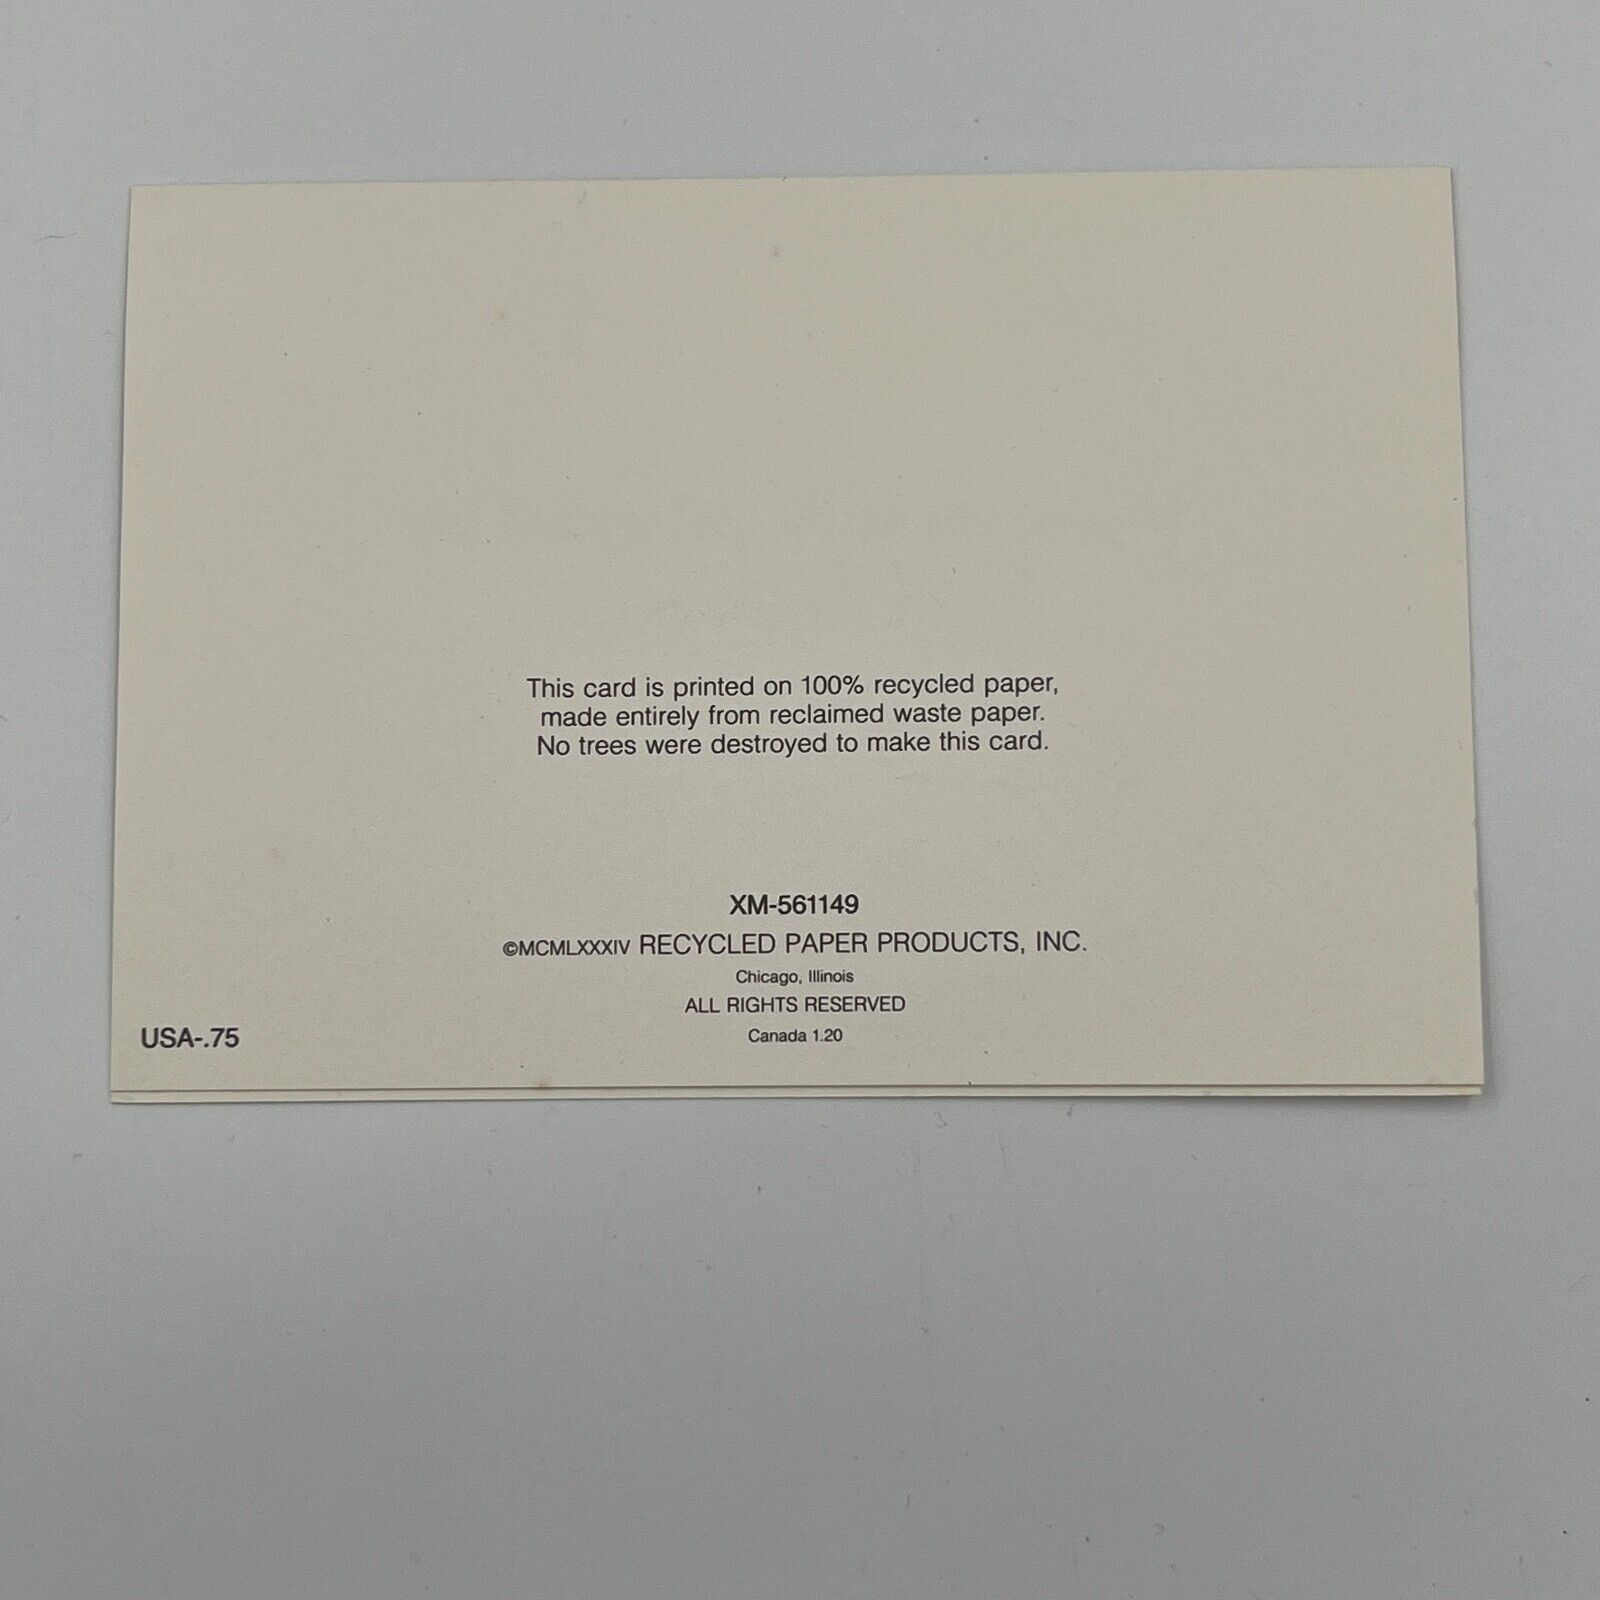 This card is printed on 100% recycled paper,
made entirely from reclaimed waste paper.
No trees were destroyed to make this card.
XM-561149
©MCMLXXXIV RECYCLED PAPER PRODUCTS, INC.
Chicago, Illinois
ALL RIGHTS RESERVED
USA-.75
Canada 1.20